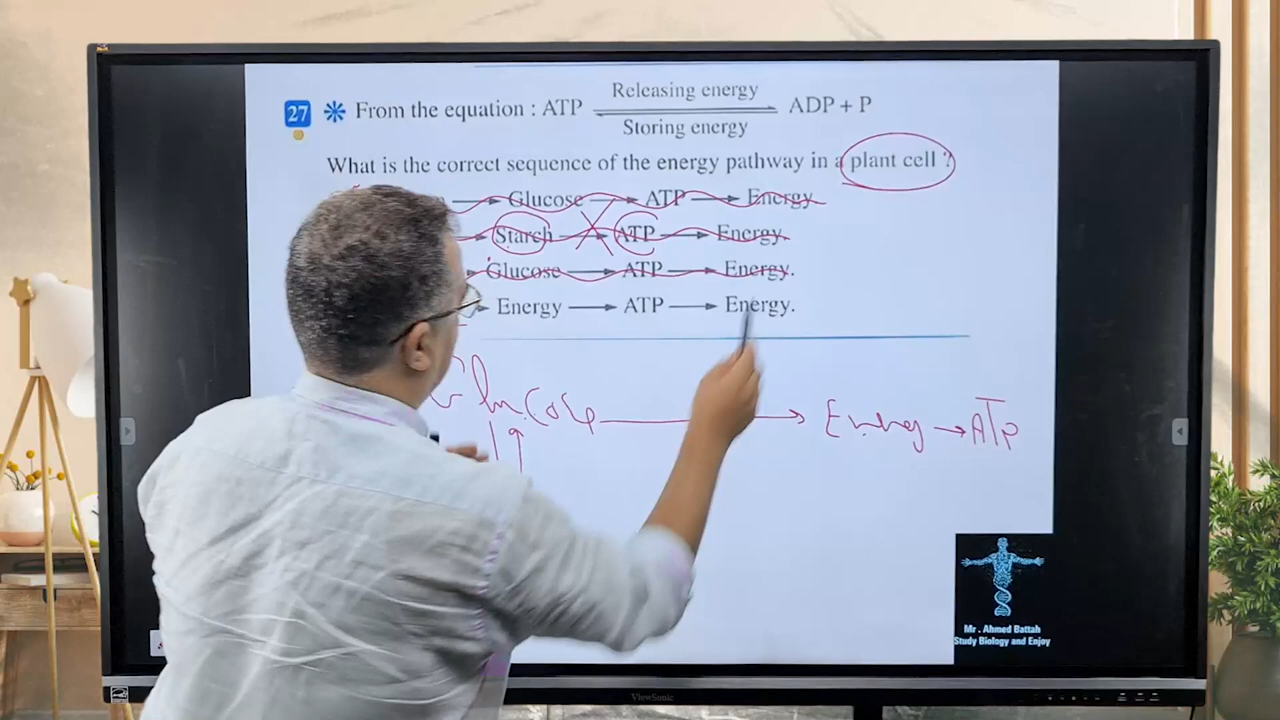 27 From the equation : ATP Releasing energy ADP + P
Storing energy
What is the correct sequence of the energy pathway in a plant cell ?
Glucose → ATP → Energy.
Starch → ATP → Energy.
Glucose → ATP → Energy.
Energy → ATP → Energy.
Glucose → Energy → ATP
Mr . Ahmed Battah
Study Biology and Enjoy
ViewSonic